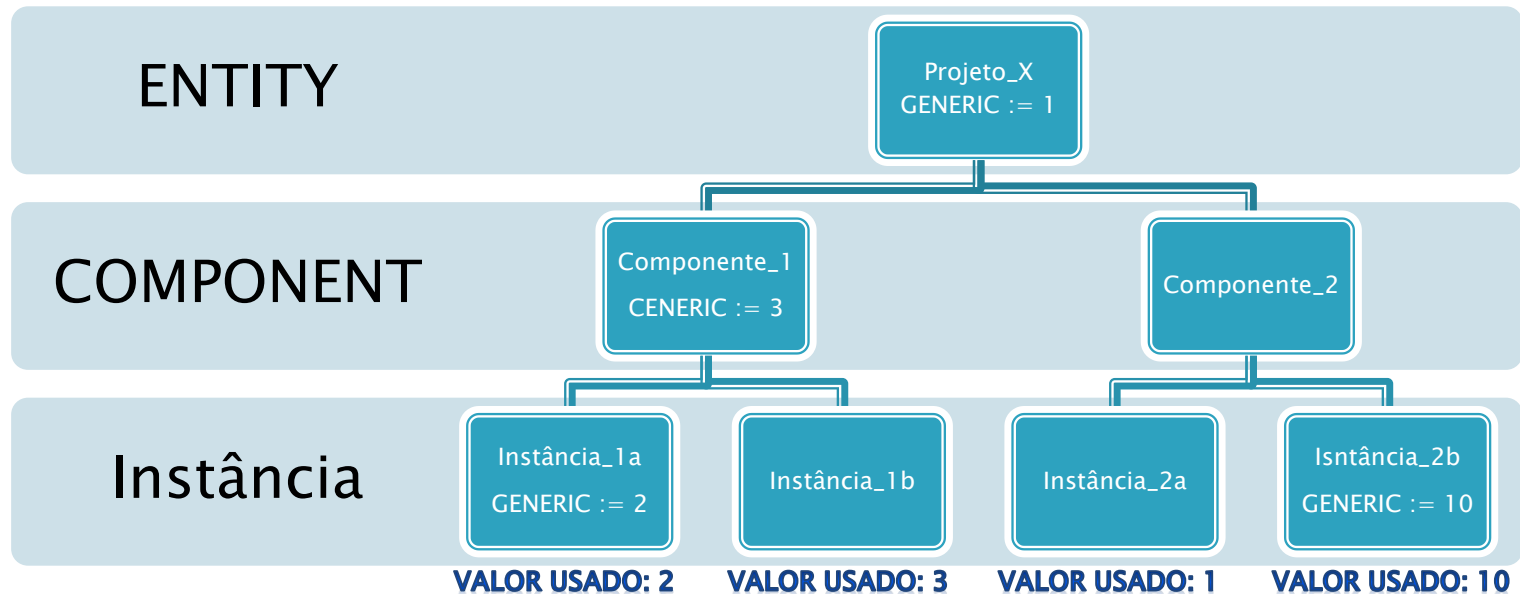 ENTITY
Projeto_X
GENERIC := 1
COMPONENT
Componente_1
CENERIC := 3
Componente_2
Instância
Instância_1a
GENERIC := 2
Instância_1b
Instância_2a
Isntância_2b
GENERIC := 10
VALOR USADO: 2
VALOR USADO: 3
VALOR USADO: 1
VALOR USADO: 10